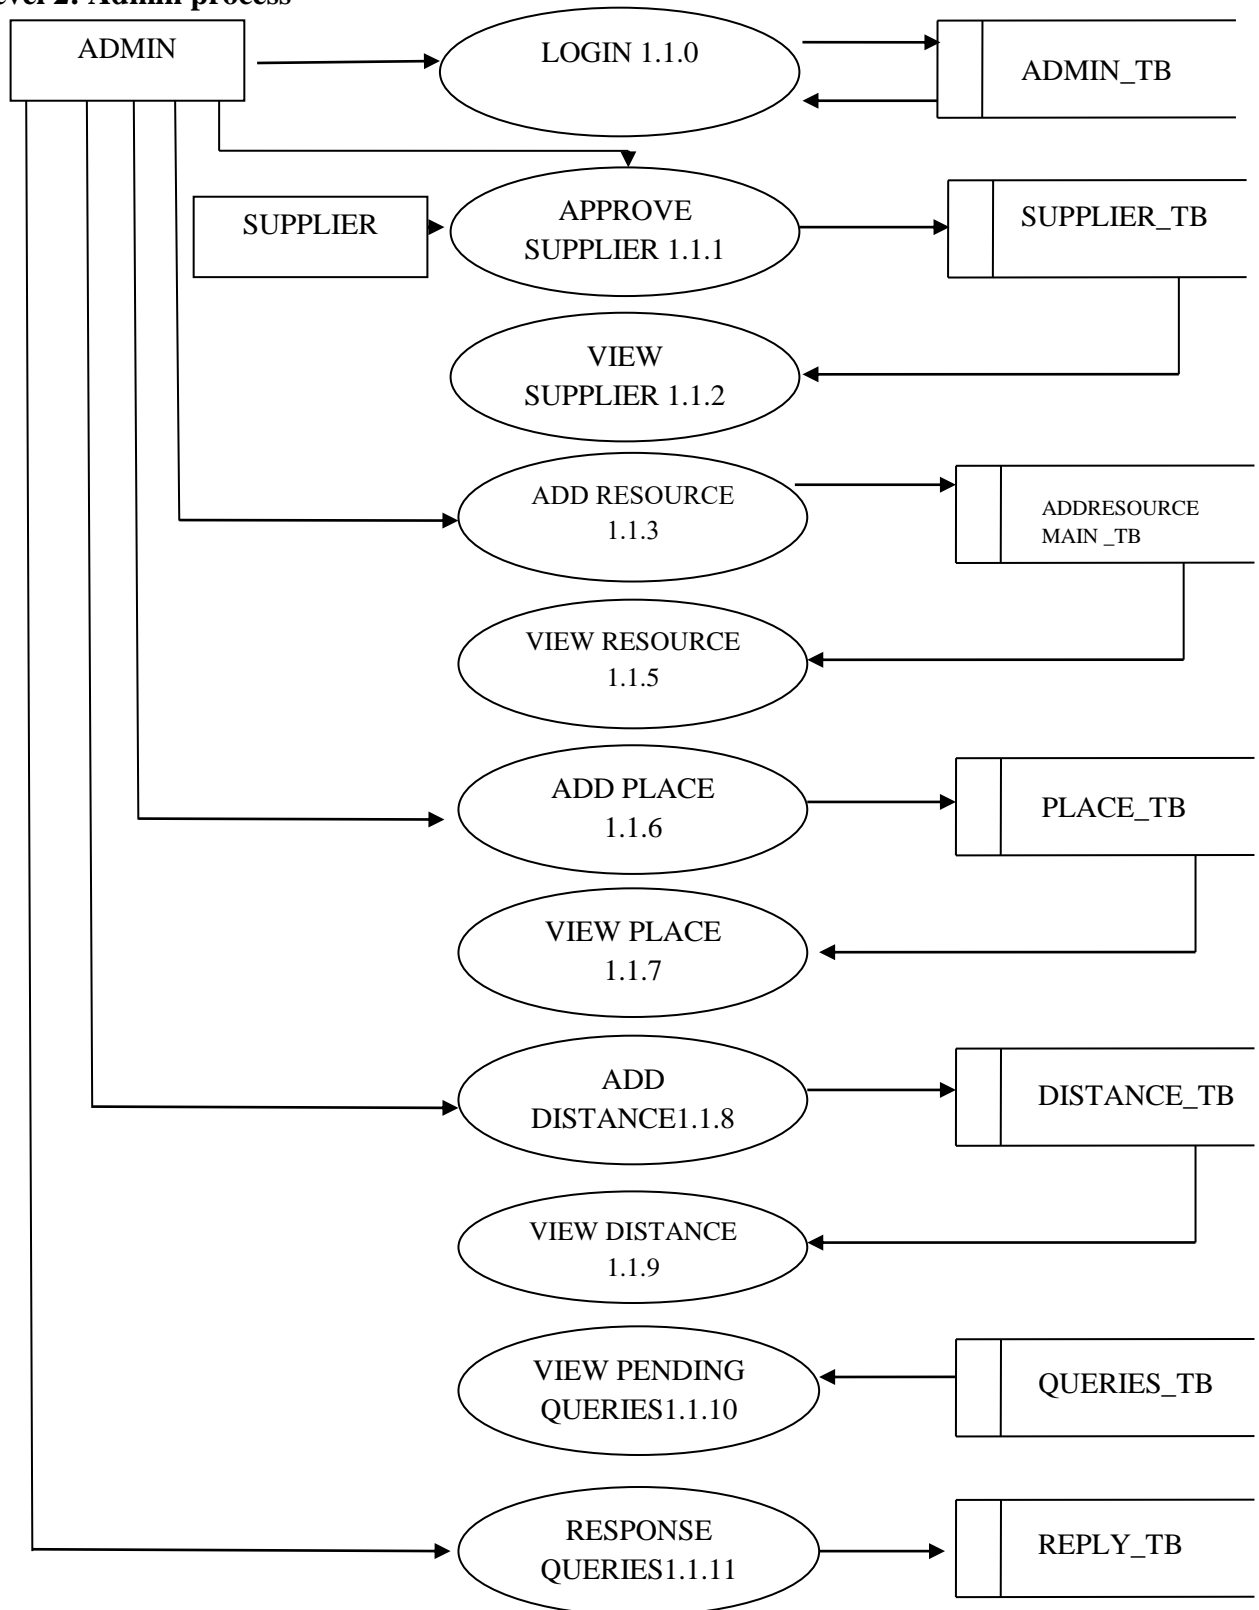 evel 2: Admin process
ADMIN
LOGIN 1.1.0
ADMIN_TB
SUPPLIER
APPROVE
SUPPLIER 1.1.1
SUPPLIER_TB
VIEW
SUPPLIER 1.1.2
ADD RESOURCE
1.1.3
ADDRESOURCE
MAIN _TB
VIEW RESOURCE
1.1.5
ADD PLACE
1.1.6
PLACE_TB
VIEW PLACE
1.1.7
ADD
DISTANCE1.1.8
DISTANCE_TB
VIEW DISTANCE
1.1.9
VIEW PENDING
QUERIES1.1.10
QUERIES_TB
RESPONSE
QUERIES1.1.11
REPLY_TB